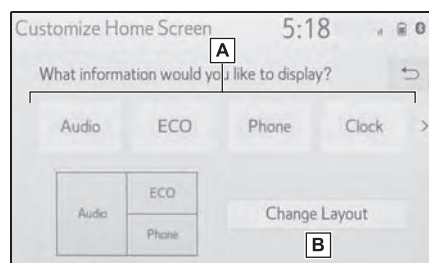 Customize Home Screen 5:18
A
What information would you like to display?
Audio ECO Phone Clock >
Audio ECO
Phone
Change Layout
B